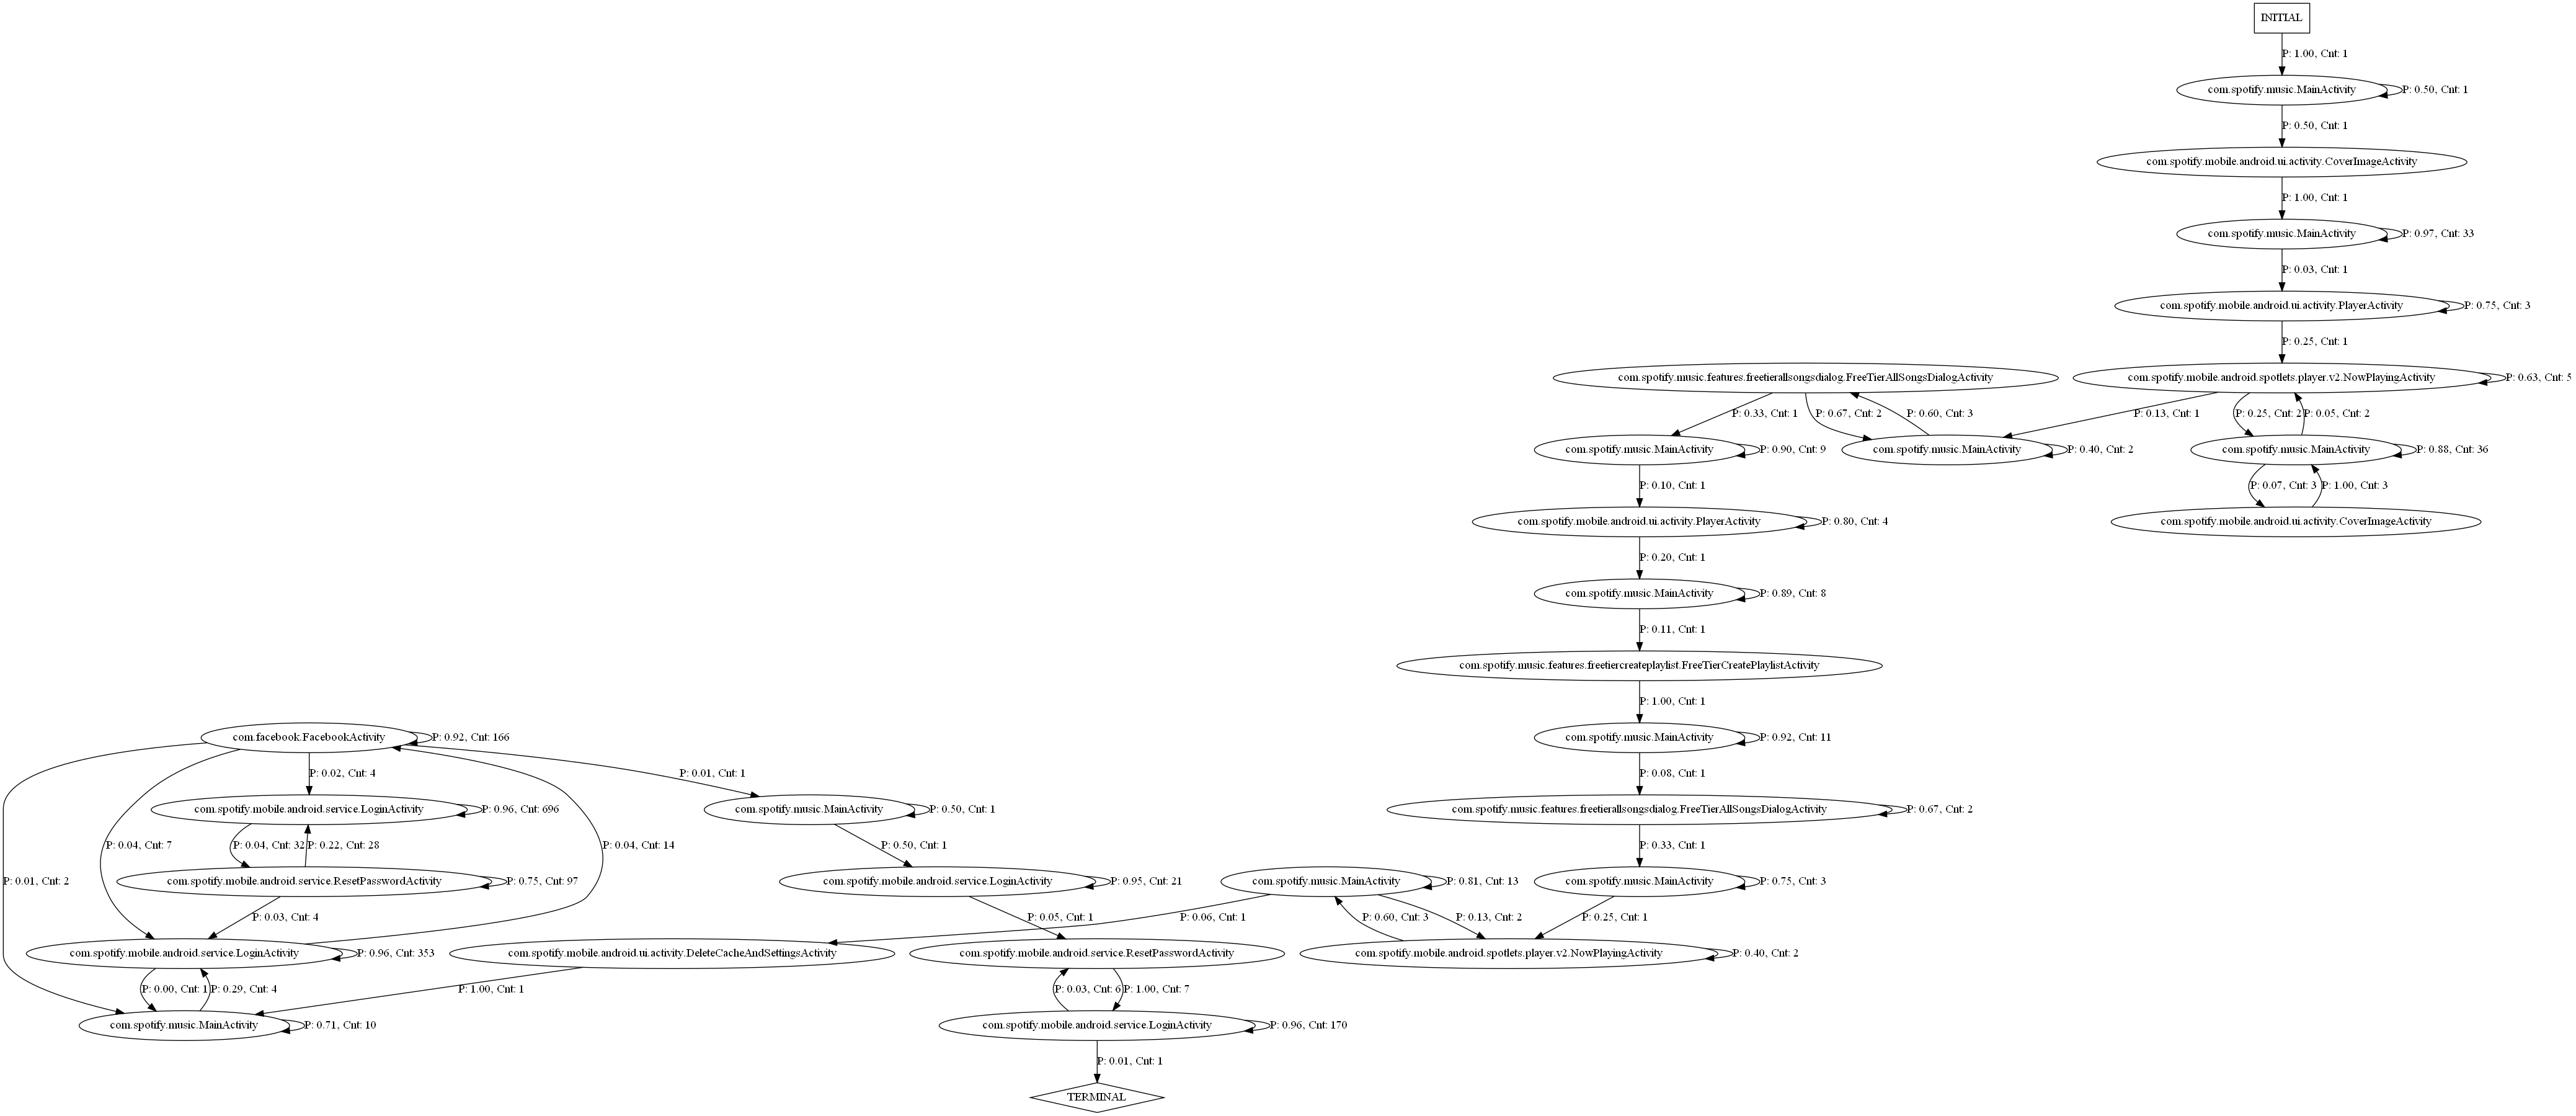 INITIAL
P: 1.00, Cnt: 1
com.spotify.music.MainActivity
P: 0.50, Cnt: 1
P: 0.50, Cnt: 1
com.spotify.mobile.android.ui.activity.CoverImageActivity
P: 1.00, Cnt: 1
com.spotify.music.MainActivity
P: 0.97, Cnt: 33
P: 0.03, Cnt: 1
com.spotify.mobile.android.ui.activity.PlayerActivity
P: 0.75, Cnt: 3
P: 0.25, Cnt: 1
com.spotify.music.features.freetierallsongsdialog.FreeTierAllSongsDialogActivity
com.spotify.mobile.android.spotlets.player.v2.NowPlayingActivity
P: 0.63, Cnt: 5
P: 0.33, Cnt: 1
P: 0.67, Cnt: 2
P: 0.60, Cnt: 3
P: 0.13, Cnt: 1
P: 0.25, Cnt: 2
P: 0.05, Cnt: 2
com.spotify.music.MainActivity
P: 0.90, Cnt: 9
com.spotify.music.MainActivity
P: 0.40, Cnt: 2
com.spotify.music.MainActivity
P: 0.88, Cnt: 36
P: 0.10, Cnt: 1
P: 0.07, Cnt: 3
P: 1.00, Cnt: 3
com.spotify.mobile.android.ui.activity.PlayerActivity
P: 0.80, Cnt: 4
com.spotify.mobile.android.ui.activity.CoverImageActivity
P: 0.20, Cnt: 1
com.spotify.music.MainActivity
P: 0.89, Cnt: 8
P: 0.11, Cnt: 1
com.spotify.music.features.freetiercreateplaylist.FreeTierCreatePlaylistActivity
P: 1.00, Cnt: 1
com.facebook.FacebookActivity
P: 0.92, Cnt: 166
com.spotify.music.MainActivity
P: 0.92, Cnt: 11
P: 0.02, Cnt: 4
P: 0.01, Cnt: 1
P: 0.08, Cnt: 1
com.spotify.mobile.android.service.LoginActivity
P: 0.96, Cnt: 696
com.spotify.music.MainActivity
P: 0.50, Cnt: 1
com.spotify.music.features.freetierallsongsdialog.FreeTierAllSongsDialogActivity
P: 0.67, Cnt: 2
P: 0.04, Cnt: 7
P: 0.04, Cnt: 32
P: 0.22, Cnt: 28
P: 0.04, Cnt: 14
P: 0.50, Cnt: 1
P: 0.33, Cnt: 1
P: 0.01, Cnt: 2
com.spotify.mobile.android.service.ResetPasswordActivity
P: 0.75, Cnt: 97
com.spotify.mobile.android.service.LoginActivity
P: 0.95, Cnt: 21
com.spotify.music.MainActivity
P: 0.81, Cnt: 13
com.spotify.music.MainActivity
P: 0.75, Cnt: 3
P: 0.03, Cnt: 4
P: 0.05, Cnt: 1
P: 0.06, Cnt: 1
P: 0.60, Cnt: 3
P: 0.13, Cnt: 2
P: 0.25, Cnt: 1
com.spotify.mobile.android.service.LoginActivity
P: 0.96, Cnt: 353
com.spotify.mobile.android.ui.activity.DeleteCacheAndSettingsActivity
com.spotify.mobile.android.service.ResetPasswordActivity
com.spotify.mobile.android.spotlets.player.v2.NowPlayingActivity
P: 0.40, Cnt: 2
P: 0.00, Cnt: 1
P: 0.29, Cnt: 4
P: 1.00, Cnt: 1
P: 0.03, Cnt: 6
P: 1.00, Cnt: 7
com.spotify.music.MainActivity
P: 0.71, Cnt: 10
com.spotify.mobile.android.service.LoginActivity
P: 0.96, Cnt: 170
P: 0.01, Cnt: 1
TERMINAL